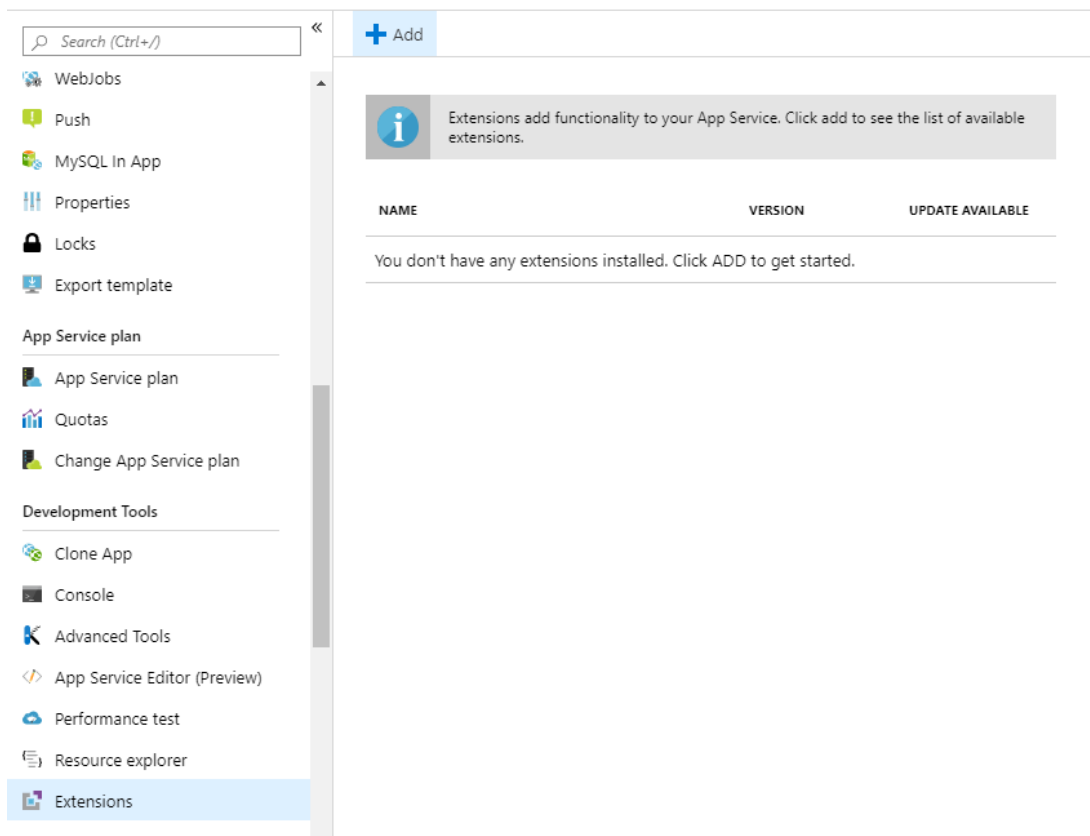 Search (Ctrl+/)
«
WebJobs
Push
MySQL In App
Properties
Locks
Export template
App Service plan
App Service plan
Quotas
Change App Service plan
Development Tools
Clone App
Console
Advanced Tools
App Service Editor (Preview)
Performance test
Resource explorer
Extensions
Add
Extensions add functionality to your App Service. Click add to see the list of available
extensions.
NAME VERSION UPDATE AVAILABLE
You don't have any extensions installed. Click ADD to get started.